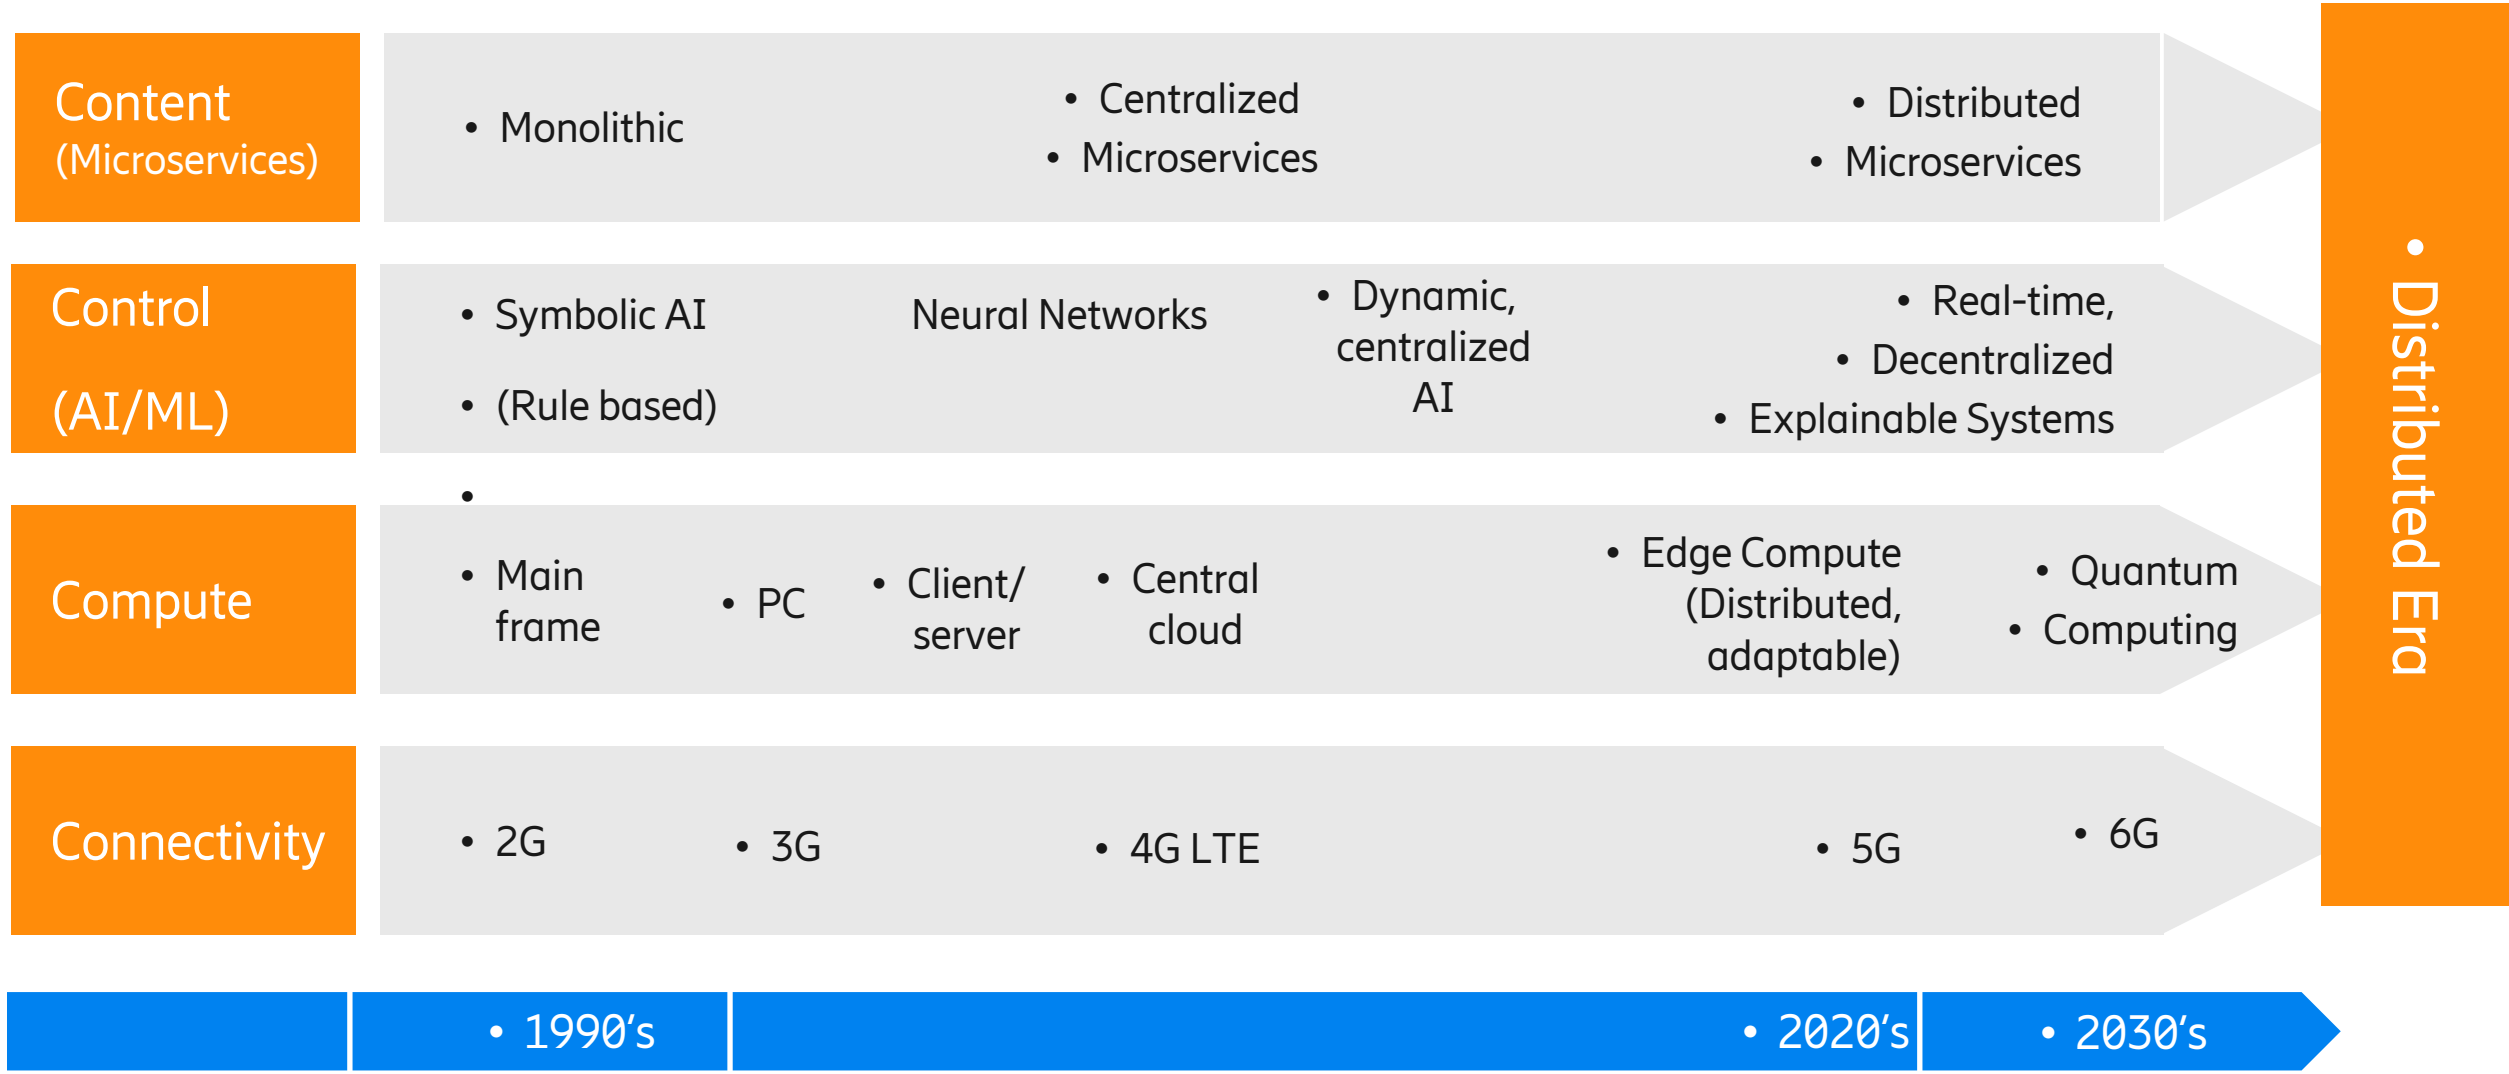 Content
(Microservices)
• Monolithic
• Centralized
• Microservices
• Distributed
• Microservices
Control
(AI/ML)
• Symbolic AI
• (Rule based)
•
Neural Networks
• Dynamic,
centralized
AI
• Real-time,
• Decentralized
• Explainable Systems
Compute
• Main
frame
• PC
• Client/
server
• Central
cloud
• Edge Compute
(Distributed,
adaptable)
• Quantum
• Computing
Connectivity
• 2G
• 3G
• 4G LTE
• 5G
• 6G
• Distributed Era
• 1990‘s
• 2020‘s
• 2030‘s